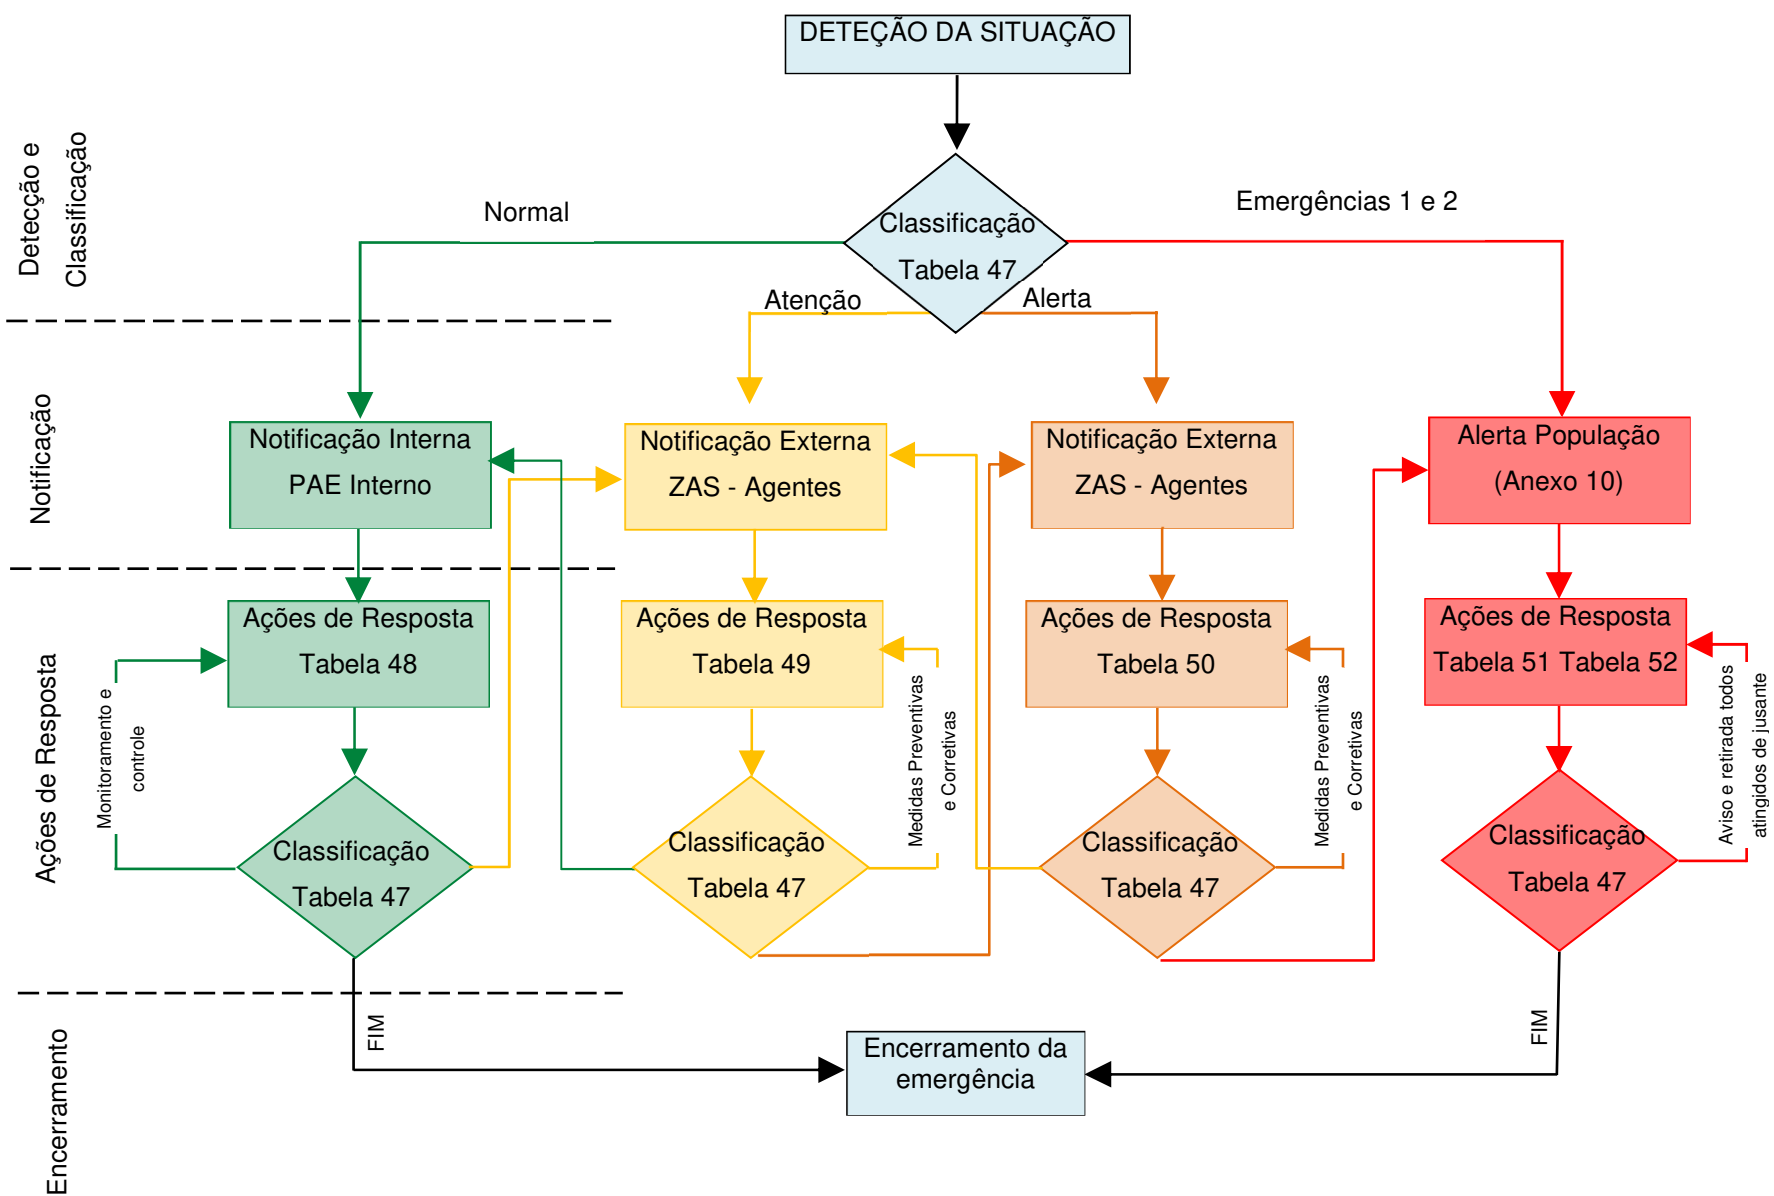 DETEÇÃO DA SITUAÇÃO
Detecção e
Classificação
Normal
Classificação
Tabela 47
Emergências 1 e 2
Atenção
Alerta
Notificação
Notificação Interna
PAE Interno
Notificação Externa
ZAS - Agentes
Notificação Externa
ZAS - Agentes
Alerta População
(Anexo 10)
Ações de Resposta
Ações de Resposta
Tabela 48
Ações de Resposta
Tabela 49
Ações de Resposta
Tabela 50
Ações de Resposta
Tabela 51 Tabela 52
Monitoramento e
controle
Medidas Preventivas
e Corretivas
Medidas Preventivas
e Corretivas
Aviso e retirada todos
atingidos de jusante
Classificação
Tabela 47
Classificação
Tabela 47
Classificação
Tabela 47
Classificação
Tabela 47
FIM
FIM
Encerramento
Encerramento da
emergência